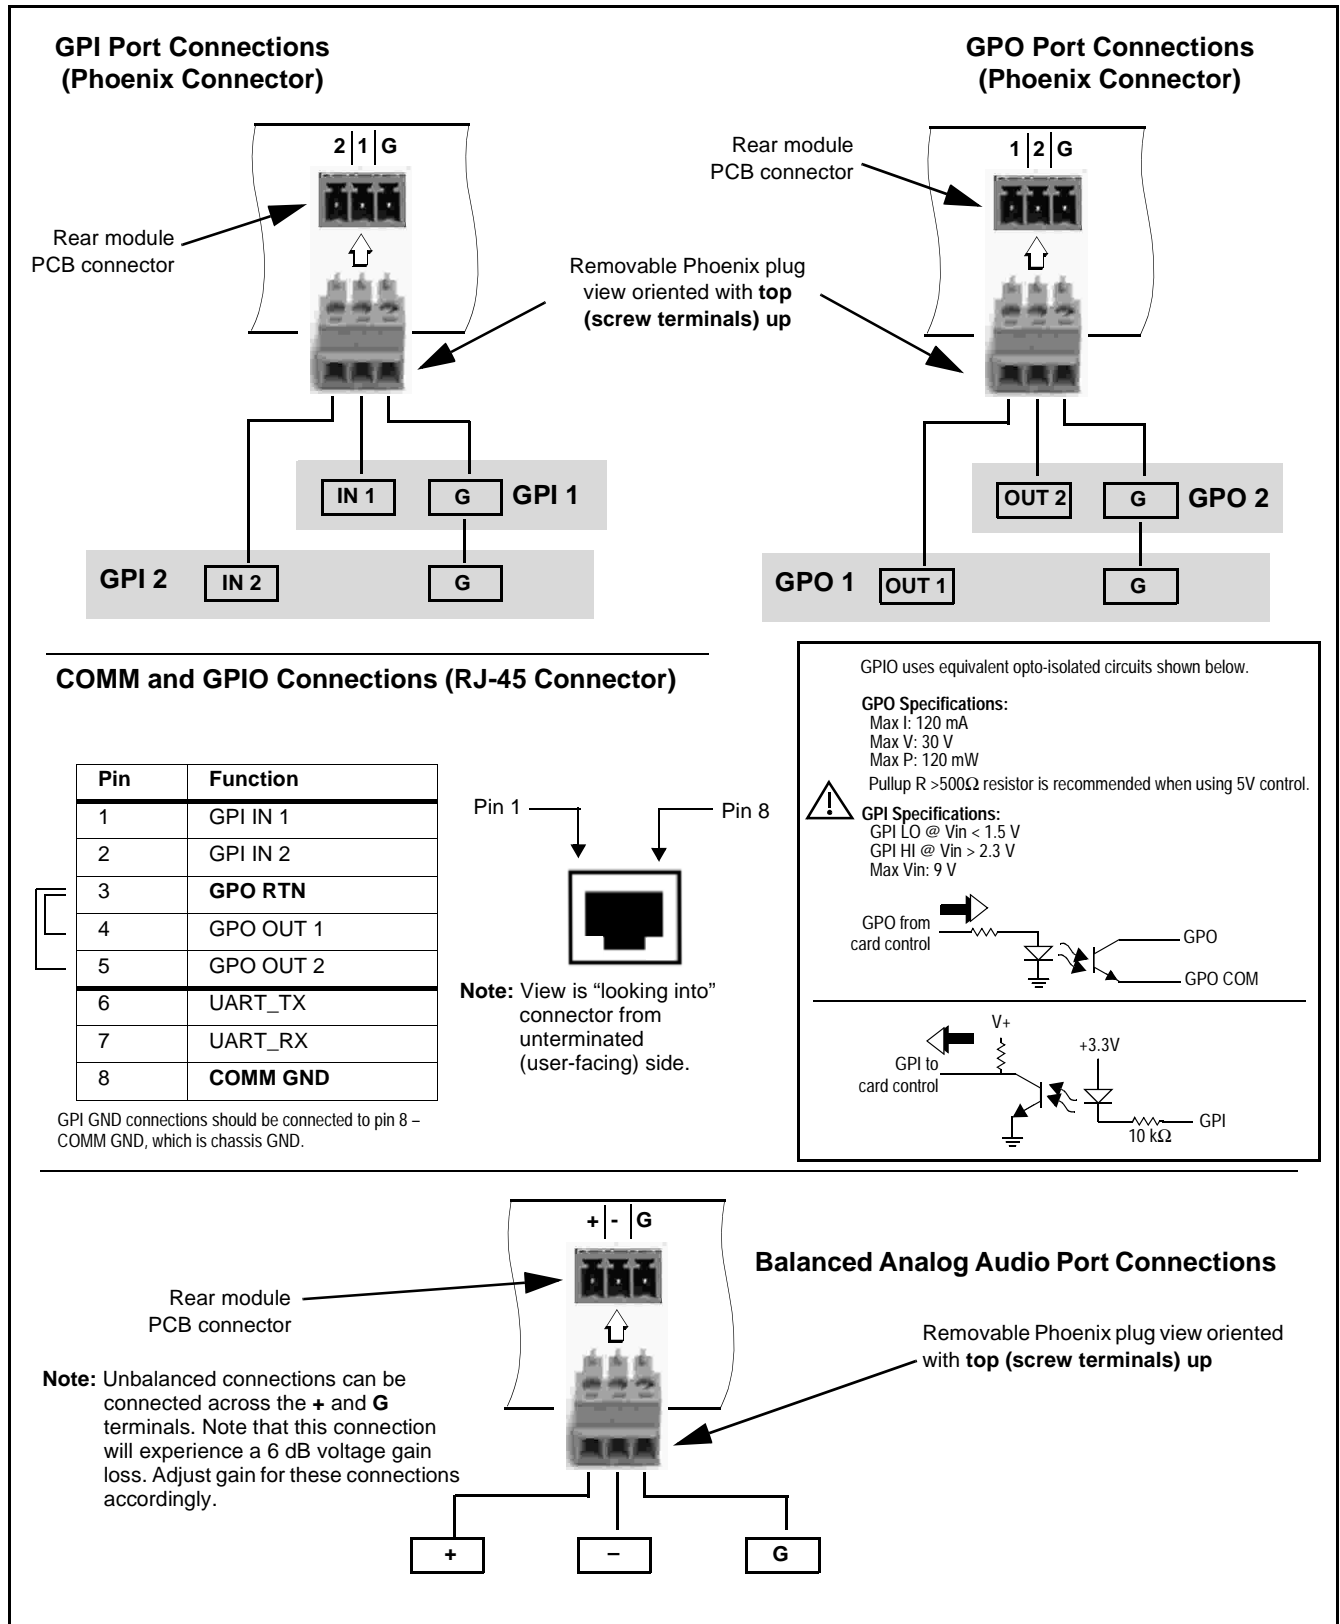 GPI Port Connections
(Phoenix Connector)
2 1 G
Rear module
PCB connector
GPO Port Connections
(Phoenix Connector)
1 2 G
Rear module
PCB connector
Removable Phoenix plug
view oriented with top
(screw terminals) up
IN 1 G GPI 1
GPI 2 IN 2 G
OUT 2 G GPO 2
GPO 1 OUT 1 G
COMM and GPIO Connections (RJ-45 Connector)
Pin Function
1 GPI IN 1
2 GPI IN 2
3 GPO RTN
4 GPO OUT 1
5 GPO OUT 2
6 UART_TX
7 UART_RX
8 COMM GND
GPI GND connections should be connected to pin 8 –
COMM GND, which is chassis GND.
Pin 1
Pin 8
Note: View is “looking into”
connector from
unterminated
(user-facing) side.
GPIO uses equivalent opto-isolated circuits shown below.
GPO Specifications:
Max I: 120 mA
Max V: 30 V
Max P: 120 mW
Pullup R >500Ω resistor is recommended when using 5V control.
!
GPI Specifications:
GPI LO @ Vin < 1.5 V
GPI HI @ Vin > 2.3 V
Max Vin: 9 V
GPO from
card control
GPO
GPO COM
V+
+3.3V
GPI to
card control
GPI
10 kΩ
+ - G
Balanced Analog Audio Port Connections
Rear module
PCB connector
Removable Phoenix plug view oriented
with top (screw terminals) up
Note: Unbalanced connections can be
connected across the + and G
terminals. Note that this connection
will experience a 6 dB voltage gain
loss. Adjust gain for these connections
accordingly.
+ – G